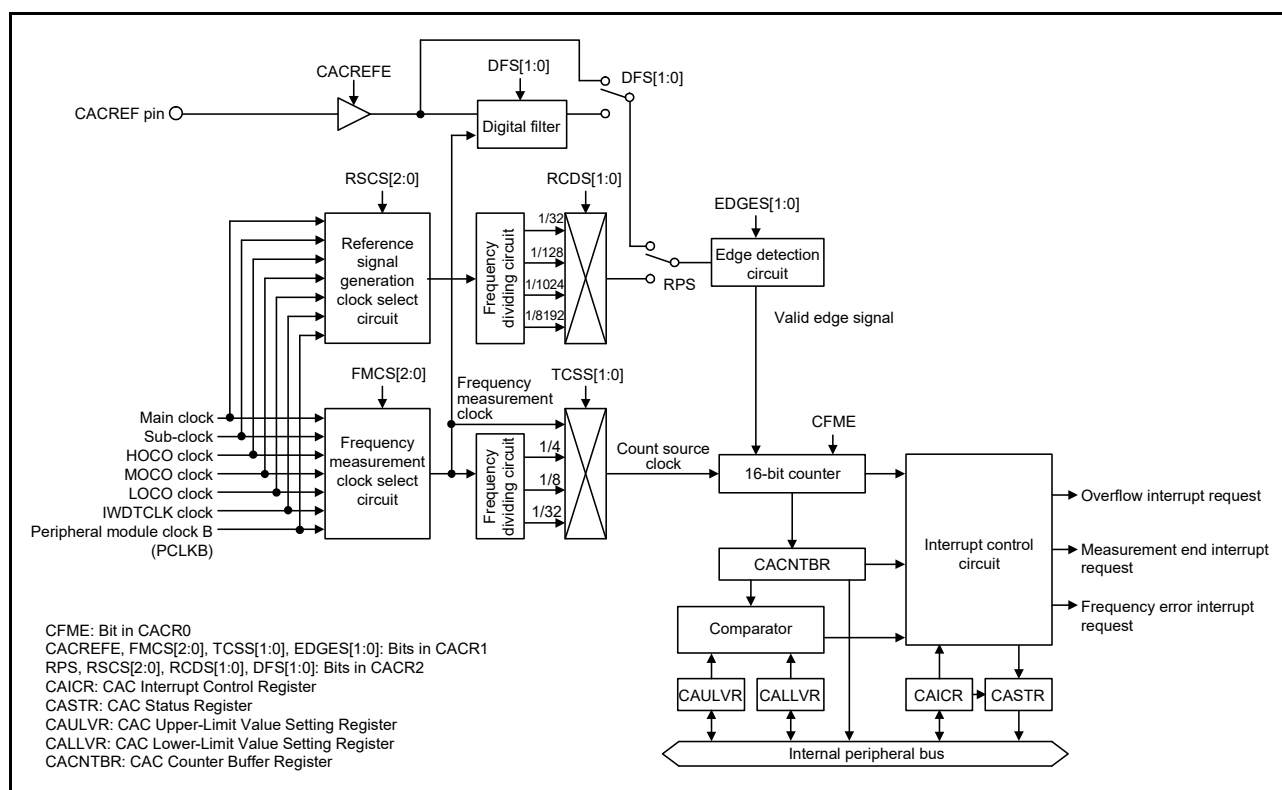 CACREFE
DFS[1:0]
DFS[1:0]
CACREF pin
Digital filter
RSCS[2:0]
RCDS[1:0]
EDGES[1:0]
Reference
signal
generation
clock select
circuit
Frequency
dividing circuit
1/32
1/128
1/1024
1/8192
RPS
Edge detection
circuit
Valid edge signal
FMCS[2:0]
Frequency
measurement
clock
TCSS[1:0]
Main clock
Sub-clock
HOCO clock
MOCO clock
LOCO clock
IWDTCLK clock
Peripheral module clock B
(PCLKB)
Frequency
measurement
clock select
circuit
Frequency
dividing circuit
1/4
1/8
1/32
Count source
clock
CFME
16-bit counter
CACNTBR
Comparator
CAULVR
CALLVR
Interrupt control
circuit
CAICR
CASTR
Overflow interrupt request
Measurement end interrupt
request
Frequency error interrupt
request
Internal peripheral bus
CFME: Bit in CACR0
CACREFE, FMCS[2:0], TCSS[1:0], EDGES[1:0]: Bits in CACR1
RPS, RSCS[2:0], RCDS[1:0], DFS[1:0]: Bits in CACR2
CAICR: CAC Interrupt Control Register
CASTR: CAC Status Register
CAULVR: CAC Upper-Limit Value Setting Register
CALLVR: CAC Lower-Limit Value Setting Register
CACNTBR: CAC Counter Buffer Register